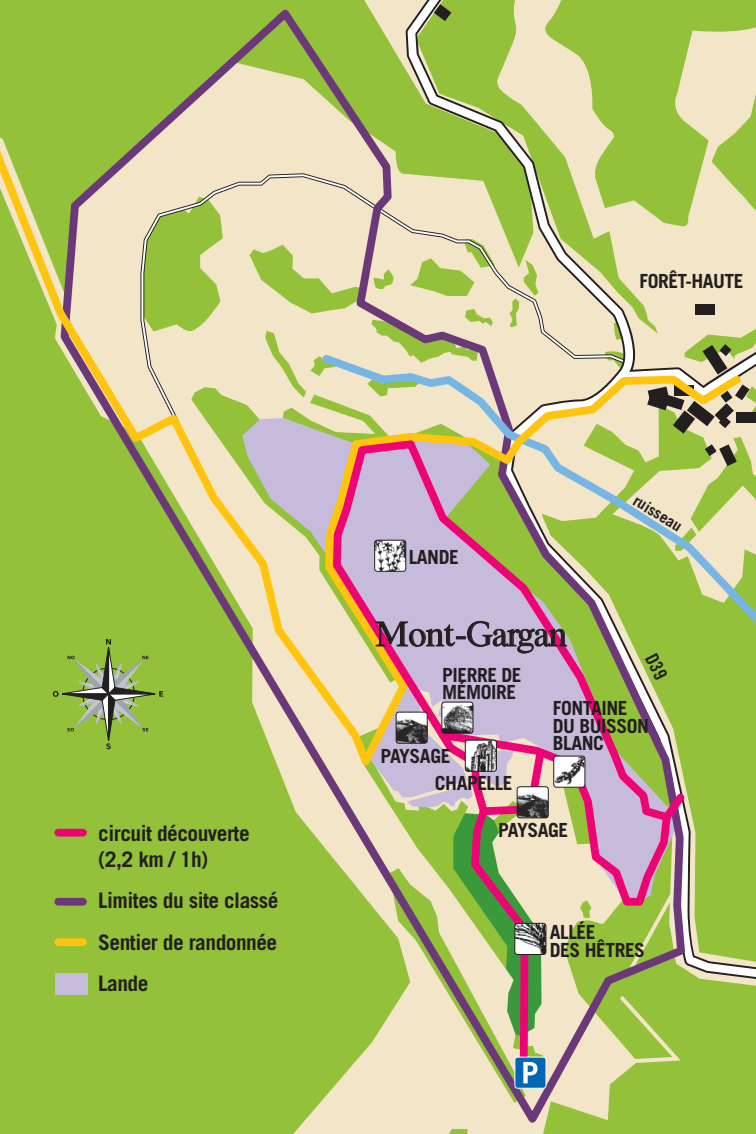 FORÊT-HAUTE
ruisseau
LANDE
Mont-Gargan
D39
PIERRE DE
MÉMOIRE
FONTAINE
DU BUISSON
BLANC
PAYSAGE
CHAPELLE
PAYSAGE
ALLÉE
DES HÊTRES
P
N
NO
NE
O
E
SO
SE
S
circuit découverte
(2,2 km / 1h)
Limites du site classé
Sentier de randonnée
Lande